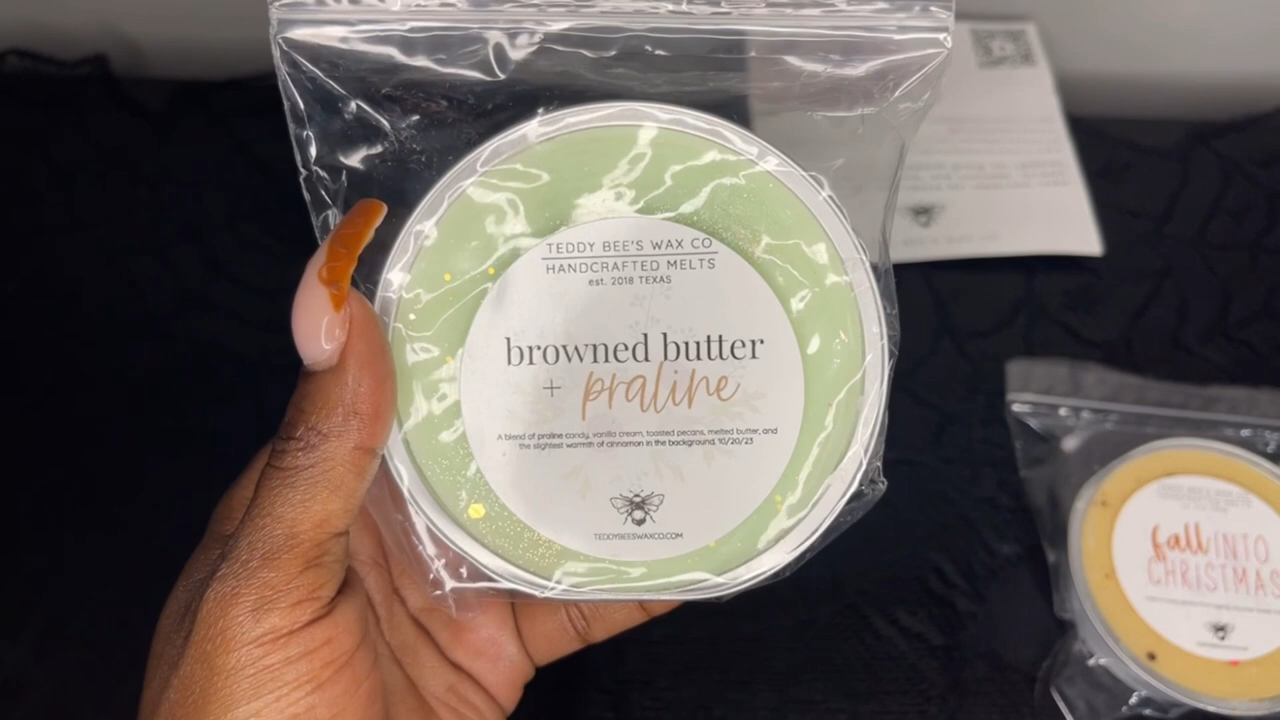 TEDDY BEE'S WAX CO
HANDCRAFTED MELTS
est. 2018 TEXAS
browned butter
+ praline
A blend of praline candy, vanilla cream, toasted pecans, melted butter, and
the slightest warmth of cinnamon in the background. 10/20/23
TEDDYBEESWAXCO.COM
fall INTO
CHRISTMAS